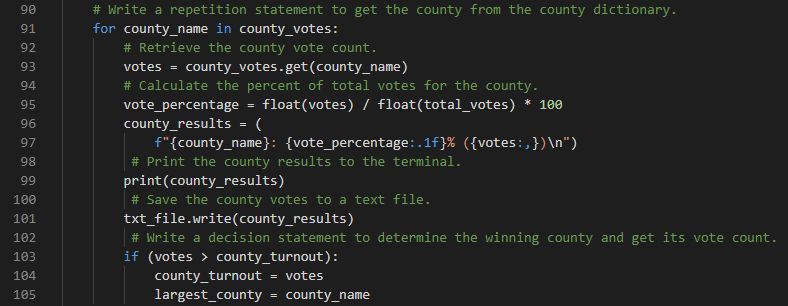 90 # Write a repetition statement to get the county from the county dictionary.
91 for county_name in county_votes:
92 # Retrieve the county vote count.
93 votes = county_votes.get(county_name)
94 # Calculate the percent of total votes for the county.
95 vote_percentage = float(votes) / float(total_votes) * 100
96 county_results = (
97 f"{county_name}: {vote_percentage:.1f}% ({votes:,})\n")
98 # Print the county results to the terminal.
99 print(county_results)
100 # Save the county votes to a text file.
101 txt_file.write(county_results)
102 # Write a decision statement to determine the winning county and get its vote count.
103 if (votes > county_turnout):
104 county_turnout = votes
105 largest_county = county_name